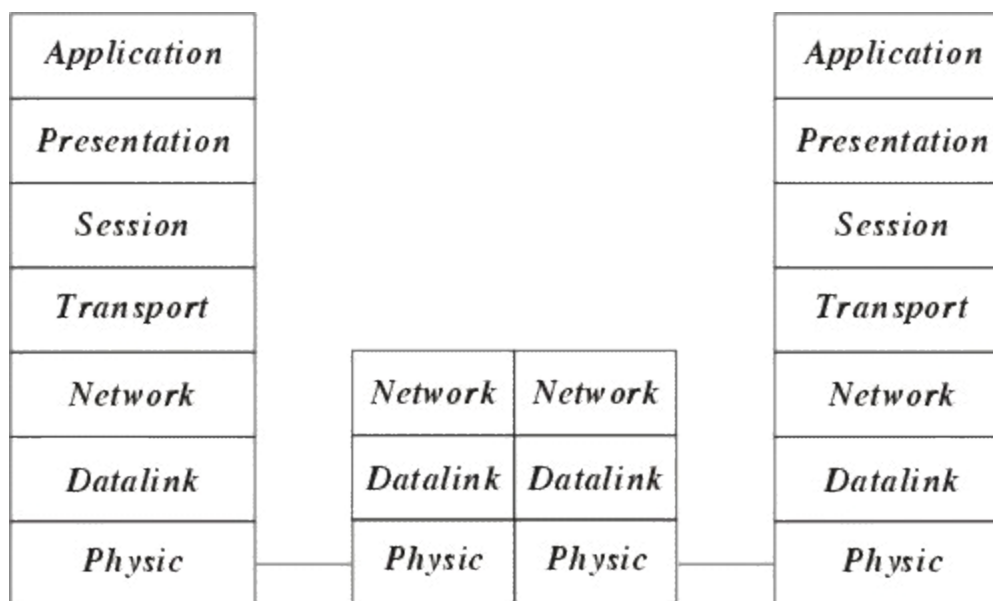 Application
Presentation
Session
Transport
Network
Datalink
Physic
Network Network
Datalink Datalink
Physic Physic
Application
Presentation
Session
Transport
Network
Datalink
Physic